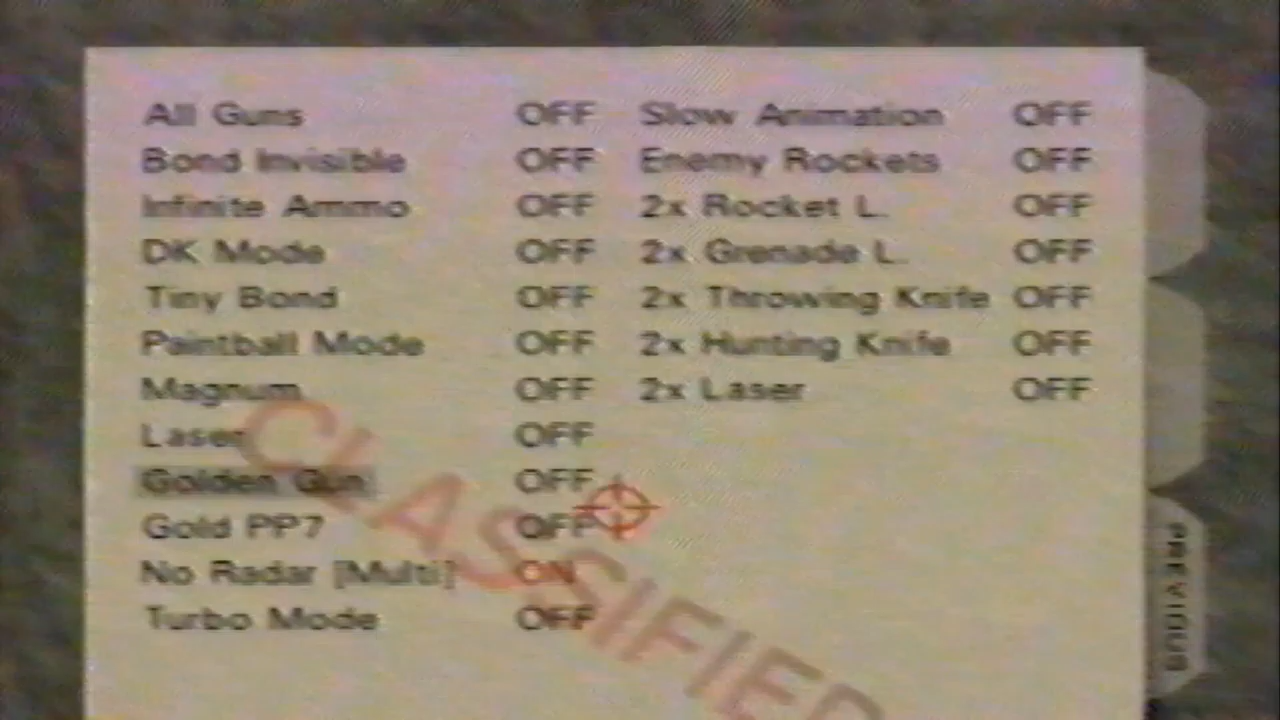 All Guns OFF Slow Animation OFF
Bond Invisible OFF Enemy Rockets OFF
Infinite Ammo OFF 2x Rocket L. OFF
DK Mode OFF 2x Grenade L. OFF
Tiny Bond OFF 2x Throwing Knife OFF
Paintball Mode OFF 2x Hunting Knife OFF
Magnum OFF 2x Laser OFF
Laser OFF
Golden Gun OFF
Gold PP7 OFF
No Radar [Multi] ON
Turbo Mode OFF
CLASSIFIED
PREVIOUS